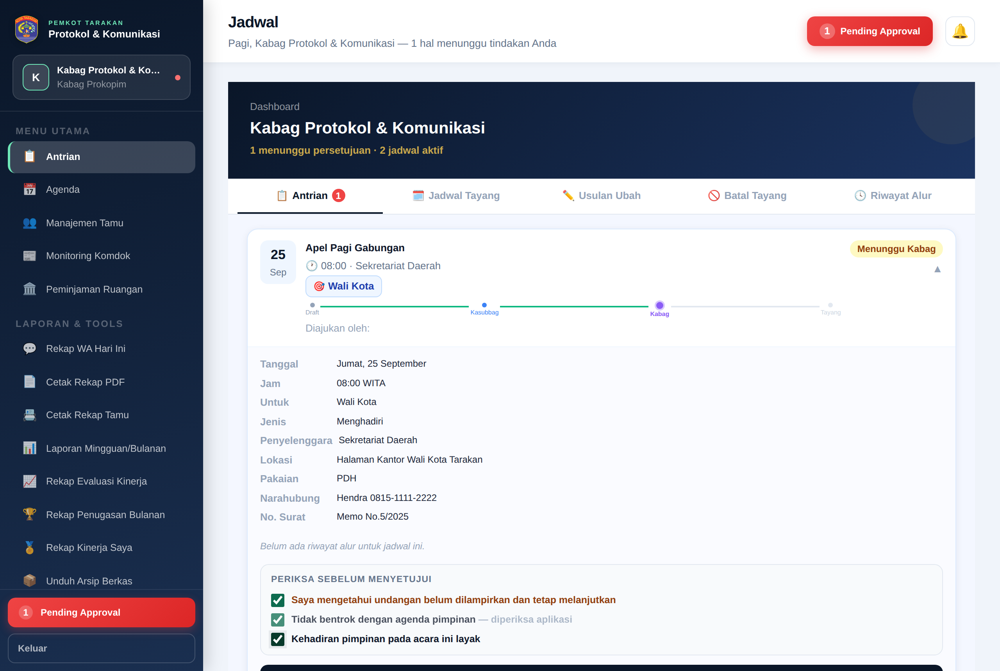 KOTA TARAKAN
PEMKOT TARAKAN
Protokol & Komunikasi
K
Kabag Protokol & Ko...
Kabag Prokopim
MENU UTAMA
Antrian
July
17
Agenda
Manajemen Tamu
Monitoring Komdok
Peminjaman Ruangan
LAPORAN & TOOLS
Rekap WA Hari Ini
Cetak Rekap PDF
Cetak Rekap Tamu
Laporan Mingguan/Bulanan
Rekap Evaluasi Kinerja
Rekap Penugasan Bulanan
Rekap Kinerja Saya
Unduh Arsip Berkas
1 Pending Approval
Keluar
Jadwal
Pagi, Kabag Protokol & Komunikasi — 1 hal menunggu tindakan Anda
1 Pending Approval
Dashboard
Kabag Protokol & Komunikasi
1 menunggu persetujuan · 2 jadwal aktif
Antrian 1
Jadwal Tayang
Usulan Ubah
Batal Tayang
Riwayat Alur
25
Sep
Apel Pagi Gabungan
08:00 · Sekretariat Daerah
Wali Kota
Menunggu Kabag
▲
Draft
Kasubbag
Kabag
Tayang
Diajukan oleh:
Tanggal Jumat, 25 September
Jam 08:00 WITA
Untuk Wali Kota
Jenis Menghadiri
Penyelenggara Sekretariat Daerah
Lokasi Halaman Kantor Wali Kota Tarakan
Pakaian PDH
Narahubung Hendra 0815-1111-2222
No. Surat Memo No.5/2025
Belum ada riwayat alur untuk jadwal ini.
PERIKSA SEBELUM MENYETUJUI
Saya mengetahui undangan belum dilampirkan dan tetap melanjutkan
Tidak bentrok dengan agenda pimpinan — diperiksa aplikasi
Kehadiran pimpinan pada acara ini layak